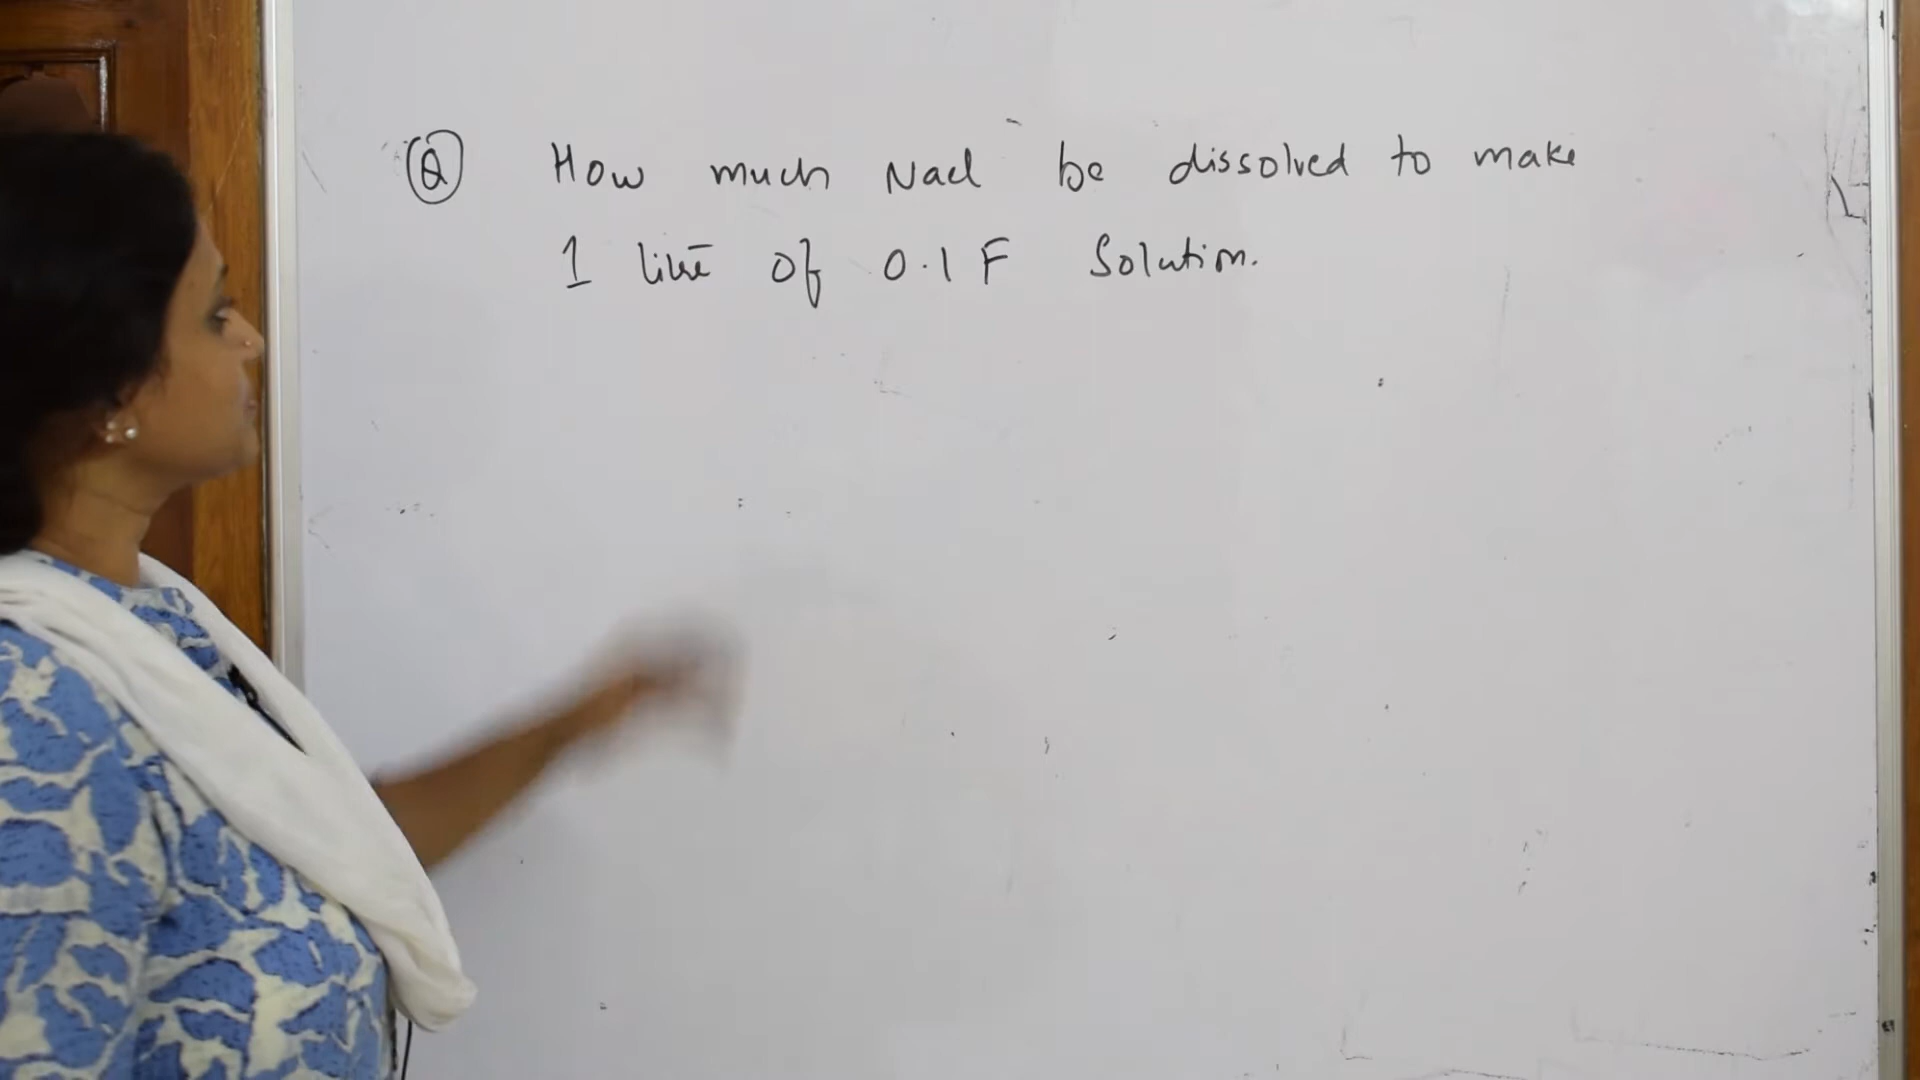 Q How much NaCl be dissolved to make
1 litre of 0.1 F Solution.